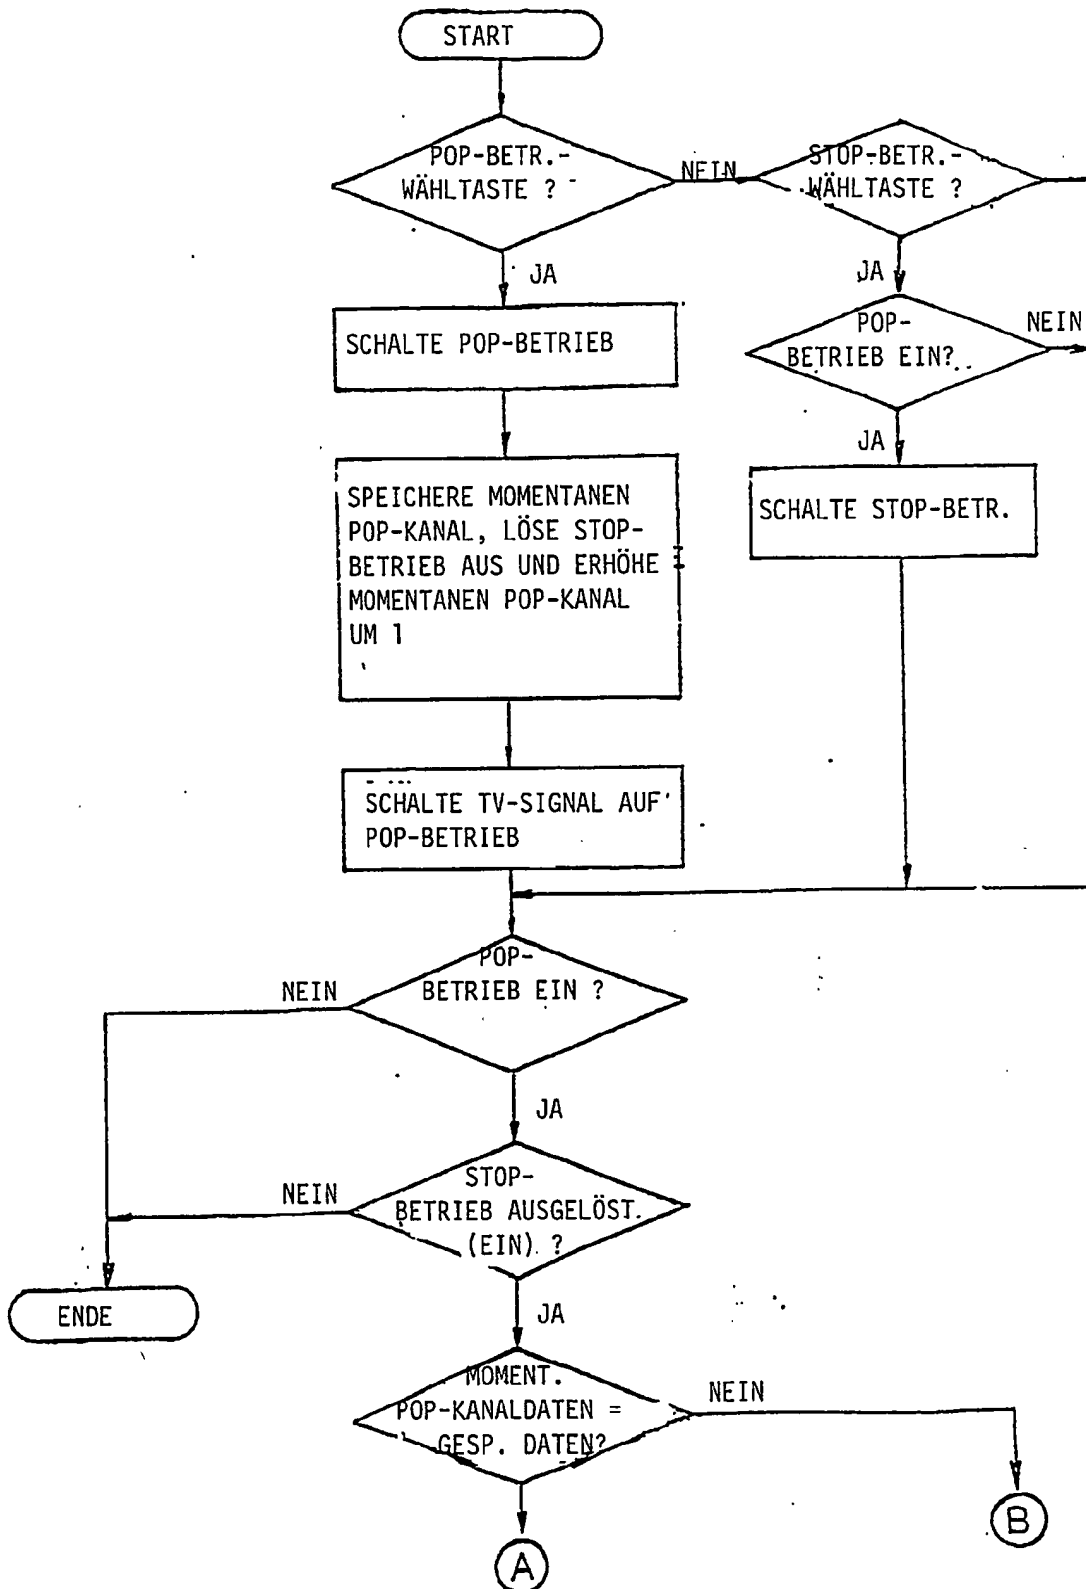 START
POP-BETR.-
WÄHLTASTE ?
NEIN
STOP-BETR.-
WÄHLTASTE ?
JA
JA
SCHALTE POP-BETRIEB
POP-
BETRIEB EIN?
NEIN
JA
SPEICHERE MOMENTANEN
POP-KANAL, LÖSE STOP-
BETRIEB AUS UND ERHÖHE
MOMENTANEN POP-KANAL
UM 1
SCHALTE STOP-BETR.
SCHALTE TV-SIGNAL AUF
POP-BETRIEB
POP-
BETRIEB EIN ?
NEIN
JA
STOP-
BETRIEB AUSGELÖST.
(EIN) ?
NEIN
JA
ENDE
MOMENT.
POP-KANALDATEN =
GESP. DATEN?
NEIN
A
B